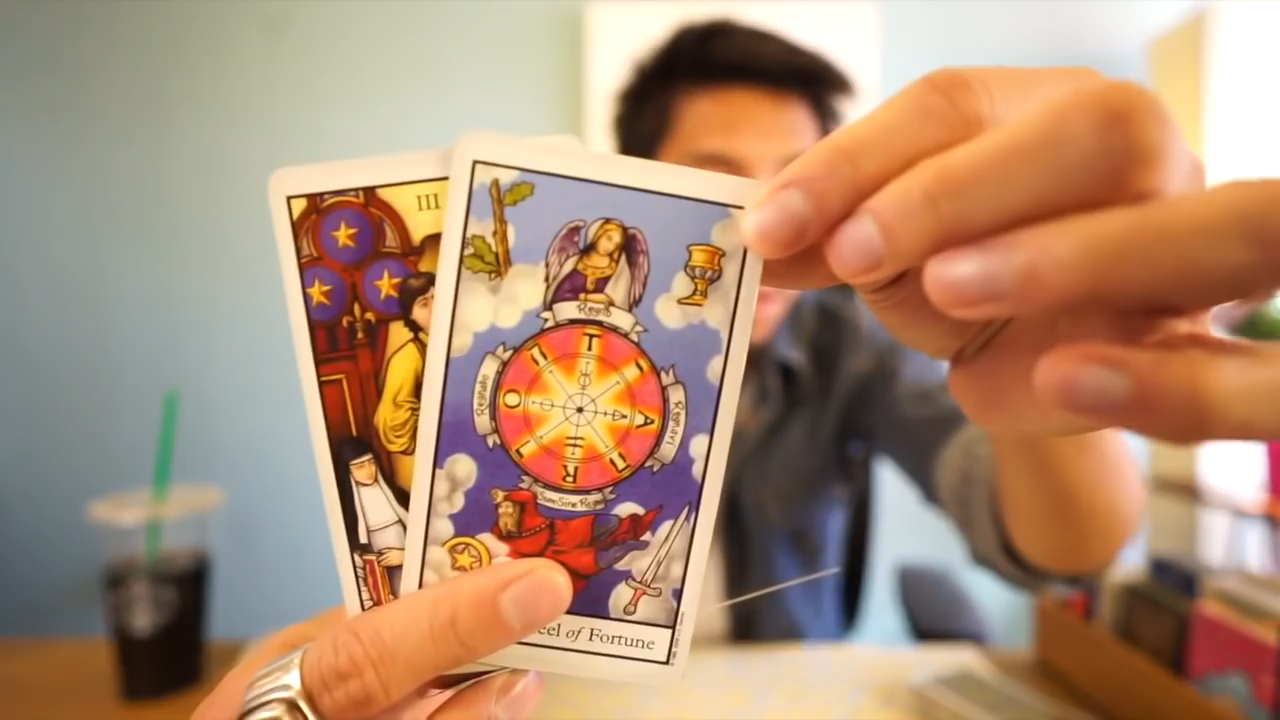 III
Regno
Regnabo
T
A
R
O
Regnavi
Sum Sine Regno
eel of Fortune